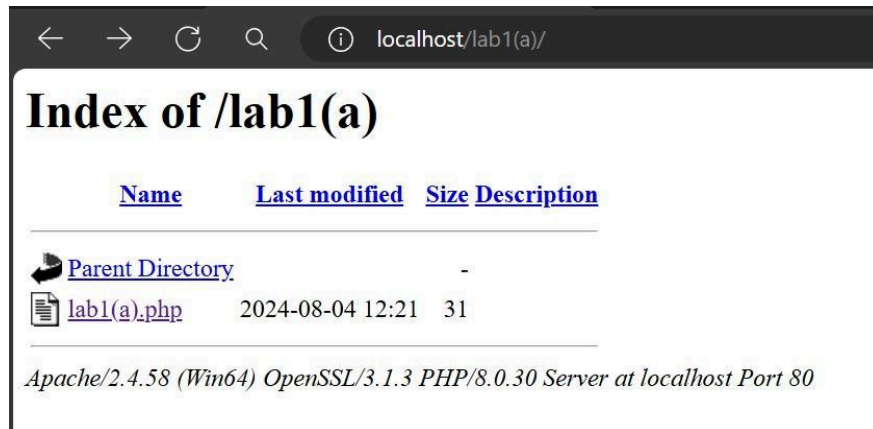 localhost/lab1(a)/
Index of /lab1(a)
Name Last modified Size Description
Parent Directory -
lab1(a).php 2024-08-04 12:21 31
Apache/2.4.58 (Win64) OpenSSL/3.1.3 PHP/8.0.30 Server at localhost Port 80